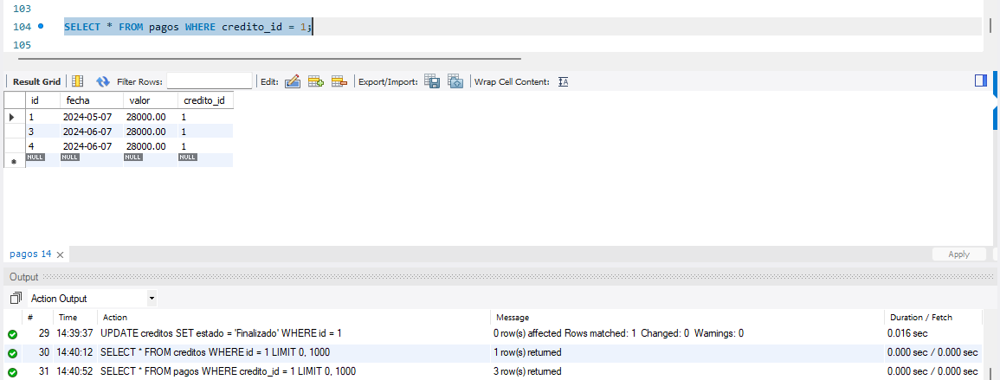 103
104 SELECT * FROM pagos WHERE credito_id = 1;
105
Result Grid Filter Rows: Edit: Export/Import: Wrap Cell Content:
id fecha valor credito_id
1 2024-05-07 28000.00 1
3 2024-06-07 28000.00 1
4 2024-06-07 28000.00 1
NULL NULL NULL NULL
pagos 14 Apply
Output
Action Output
# Time Action Message Duration / Fetch
29 14:39:37 UPDATE creditos SET estado = 'Finalizado' WHERE id = 1 0 row(s) affected Rows matched: 1 Changed: 0 Warnings: 0 0.016 sec
30 14:40:12 SELECT * FROM creditos WHERE id = 1 LIMIT 0, 1000 1 row(s) returned 0.000 sec / 0.000 sec
31 14:40:52 SELECT * FROM pagos WHERE credito_id = 1 LIMIT 0, 1000 3 row(s) returned 0.000 sec / 0.000 sec